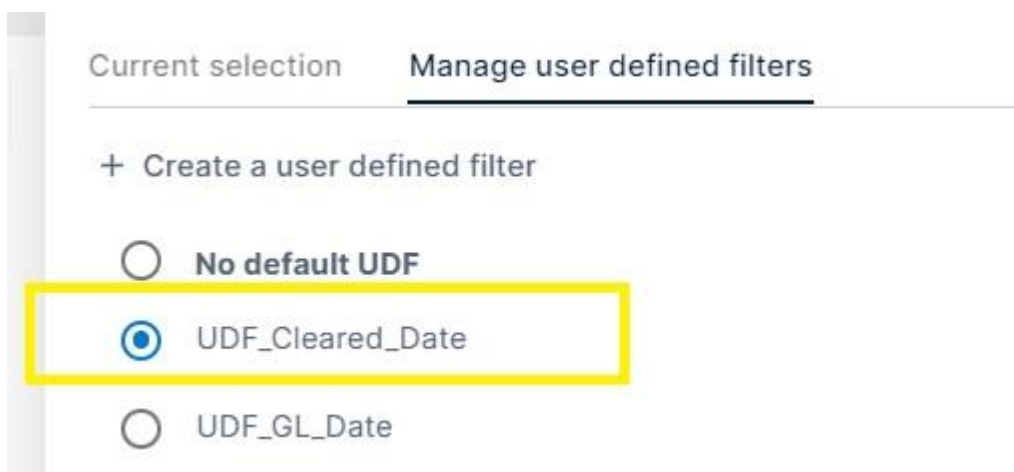 Current selection Manage user defined filters
+ Create a user defined filter
No default UDF
UDF_Cleared_Date
UDF_GL_Date